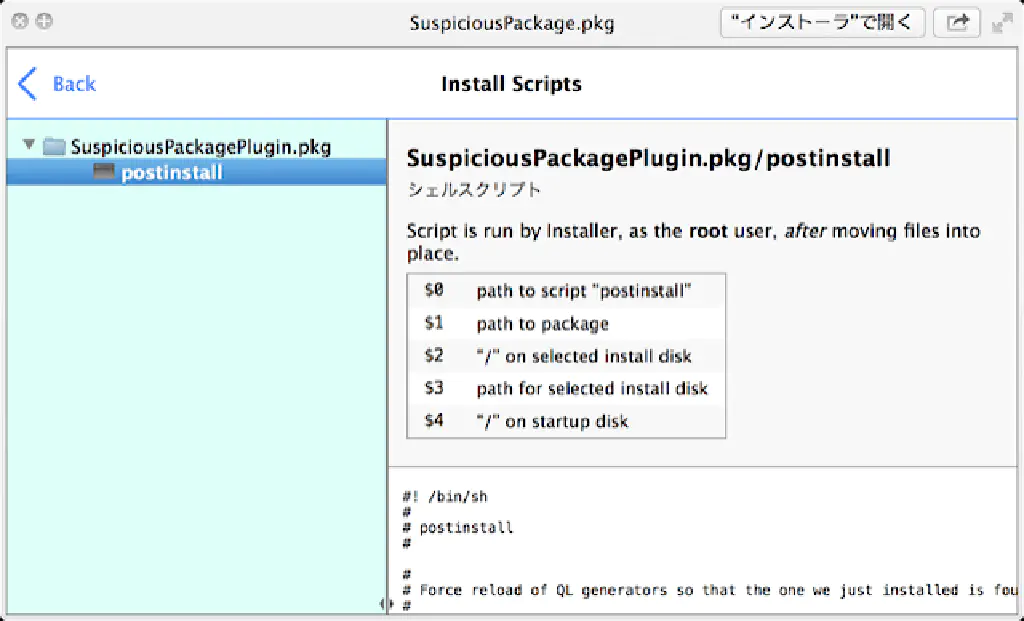 SuspiciousPackage.pkg
“インストーラ”で開く
Back
Install Scripts
SuspiciousPackagePlugin.pkg
postinstall
SuspiciousPackagePlugin.pkg/postinstall
シェルスクリプト
Script is run by Installer, as the root user, after moving files into
place.
$0 path to script "postinstall"
$1 path to package
$2 "/" on selected install disk
$3 path for selected install disk
$4 "/" on startup disk
#! /bin/sh
#
# postinstall
#
#
# Force reload of QL generators so that the one we just installed is fou
#